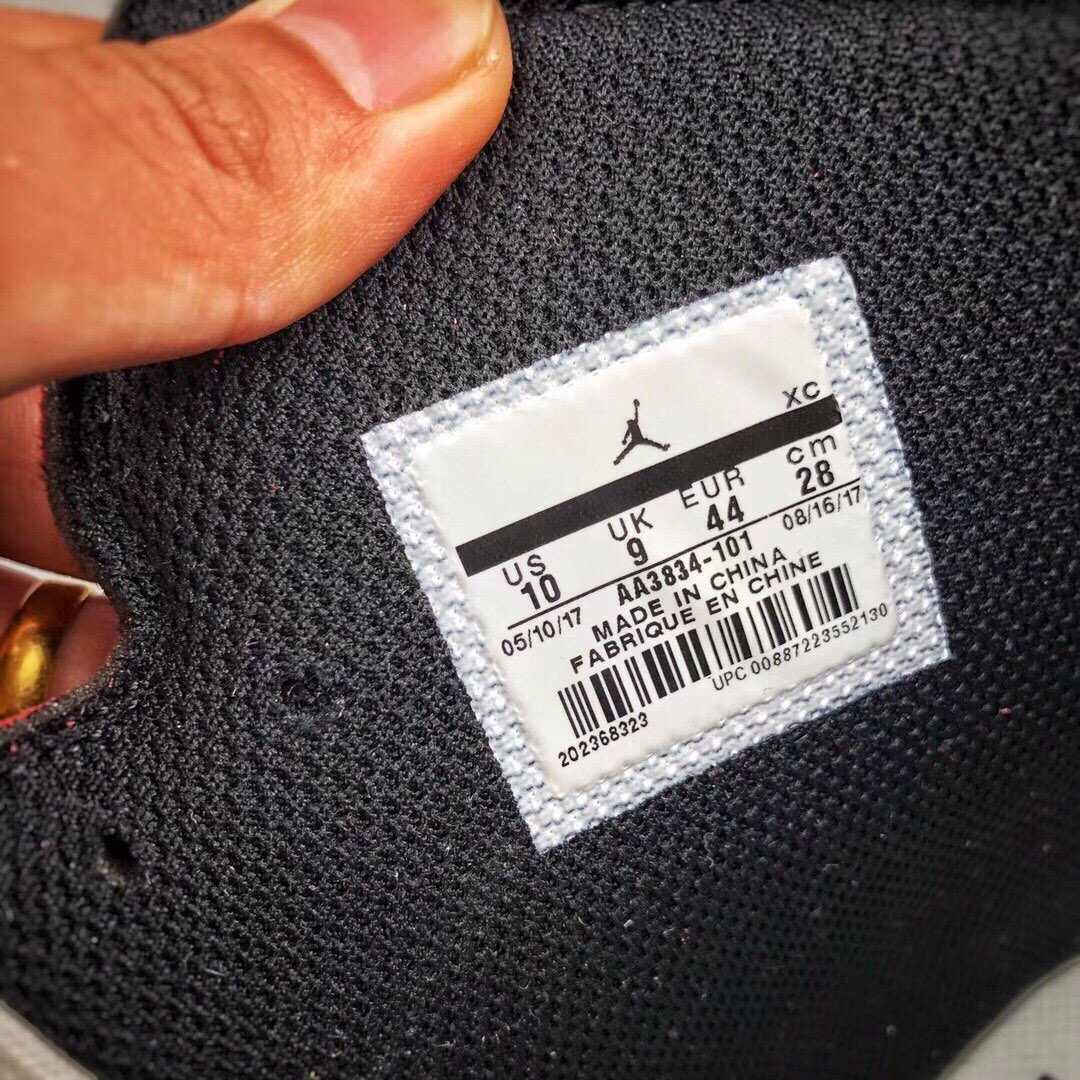 XC
US UK EUR cm
10 9 44 28
05/10/17 AA3834-101 08/16/17
MADE IN CHINA
FABRIQUE EN CHINE
UPC 00887223552130
202368323